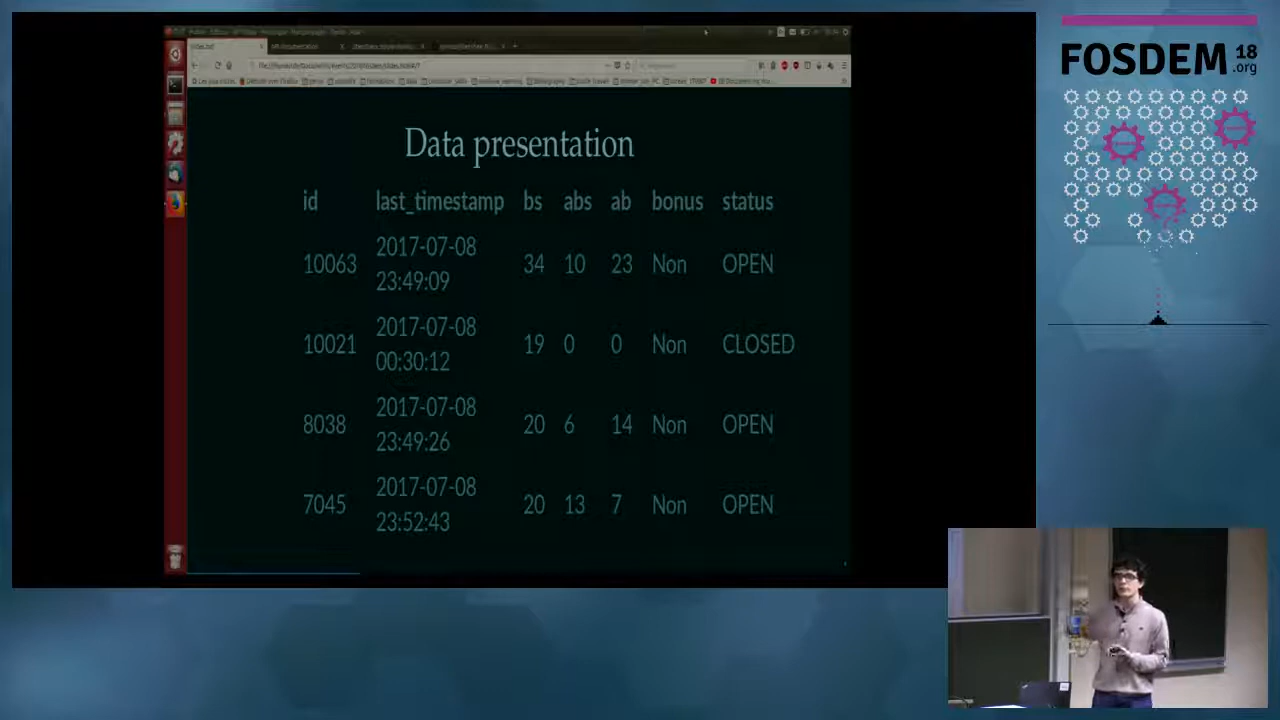 FOSDEM 18
.org
Data presentation
id last_timestamp bs abs ab bonus status
10063 2017-07-08 23:49:09 34 10 23 Non OPEN
10021 2017-07-08 00:30:12 19 0 0 Non CLOSED
8038 2017-07-08 23:49:26 20 6 14 Non OPEN
7045 2017-07-08 23:52:43 20 13 7 Non OPEN